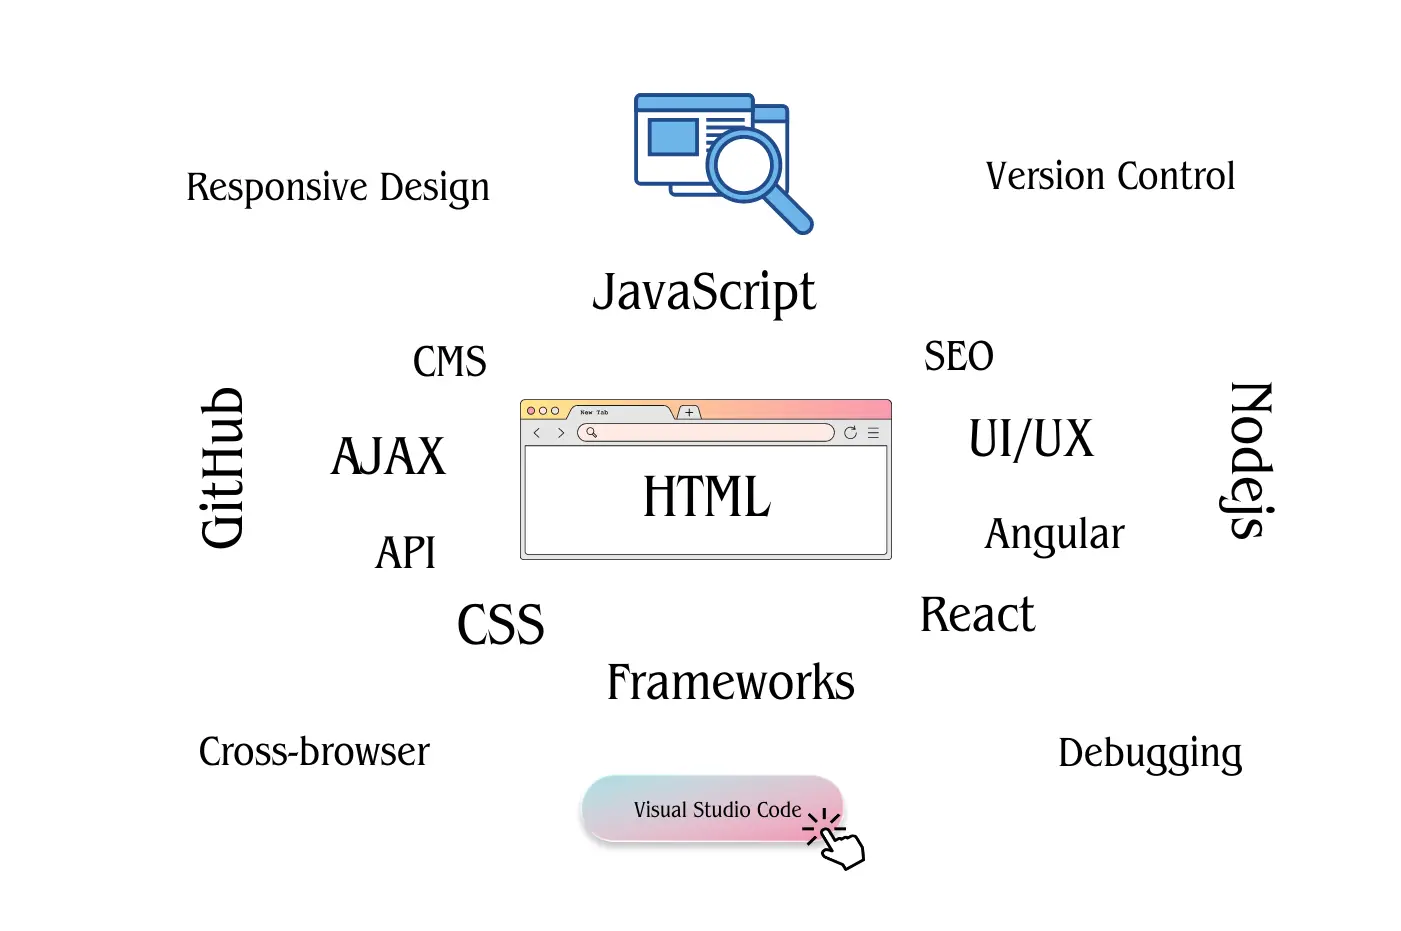 Responsive Design
Version Control
JavaScript
CMS
SEO
GitHub
Nodejs
AJAX
New Tab
+
UI/UX
HTML
API
Angular
CSS
React
Frameworks
Cross-browser
Debugging
Visual Studio Code